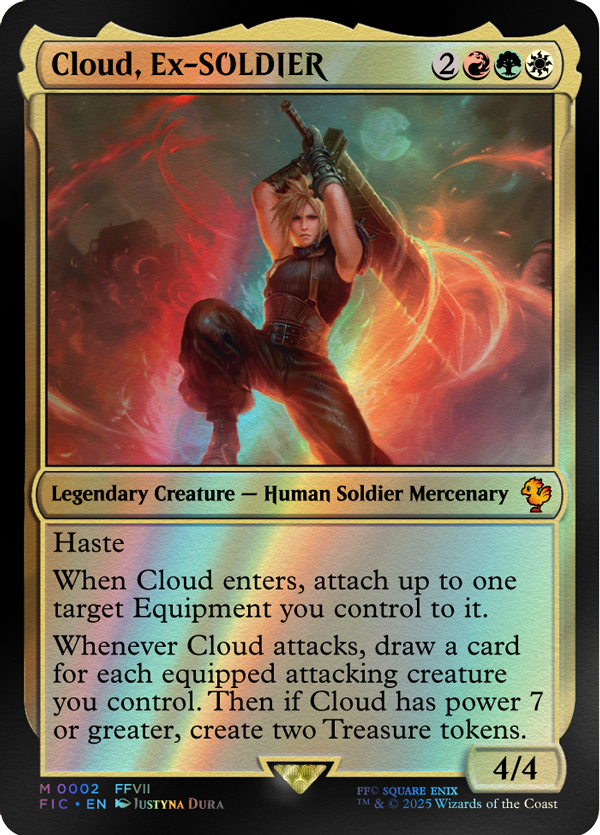 Cloud, Ex-SOLDIER 2
Legendary Creature — Human Soldier Mercenary
Haste
When Cloud enters, attach up to one
target Equipment you control to it.
Whenever Cloud attacks, draw a card
for each equipped attacking creature
you control. Then if Cloud has power 7
or greater, create two Treasure tokens.
4/4
M 0002 FFVII
FIC • EN Justyna Dura
FF© SQUARE ENIX
™ & © 2025 Wizards of the Coast